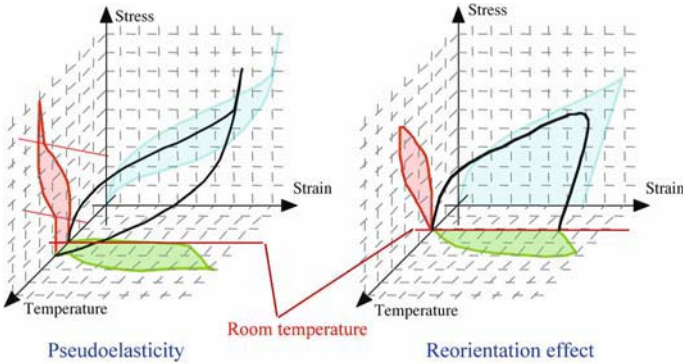 Stress
Stress
Strain
Strain
Temperature
Temperature
Room temperature
Pseudoelasticity
Reorientation effect